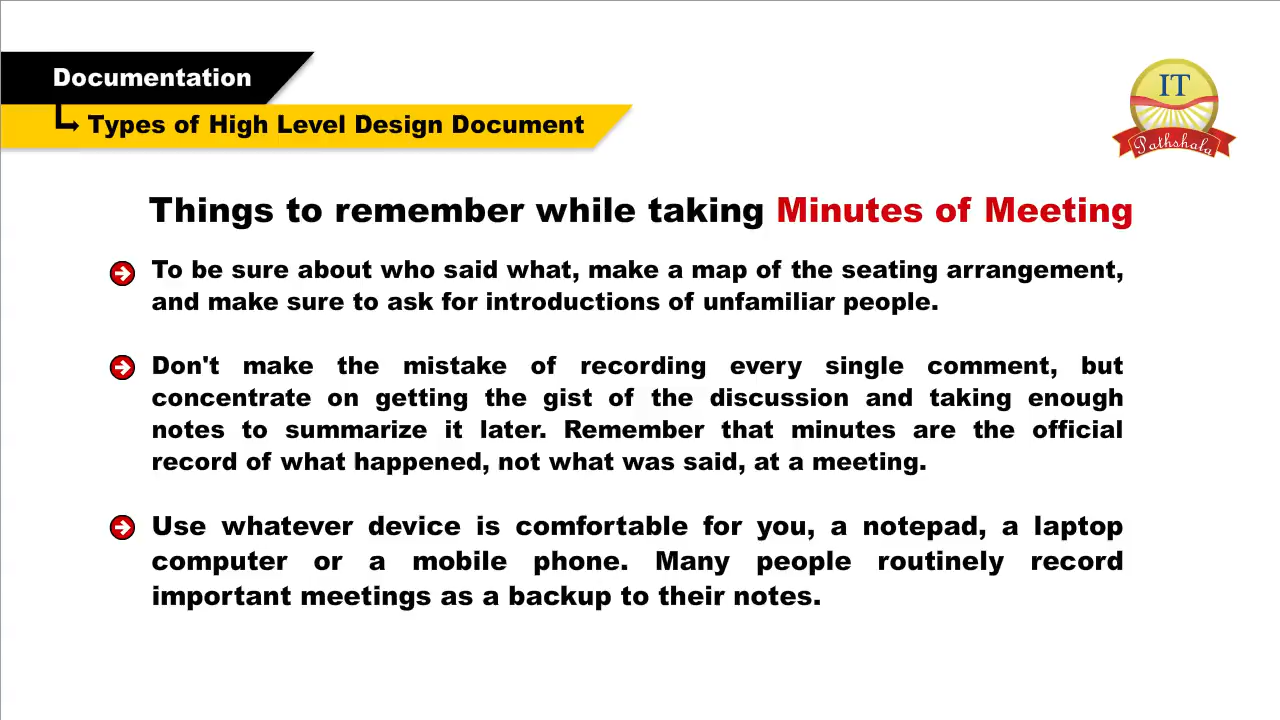 Documentation
Types of High Level Design Document
IT
Pathshala
Things to remember while taking Minutes of Meeting
To be sure about who said what, make a map of the seating arrangement,
and make sure to ask for introductions of unfamiliar people.
Don't make the mistake of recording every single comment, but
concentrate on getting the gist of the discussion and taking enough
notes to summarize it later. Remember that minutes are the official
record of what happened, not what was said, at a meeting.
Use whatever device is comfortable for you, a notepad, a laptop
computer or a mobile phone. Many people routinely record
important meetings as a backup to their notes.